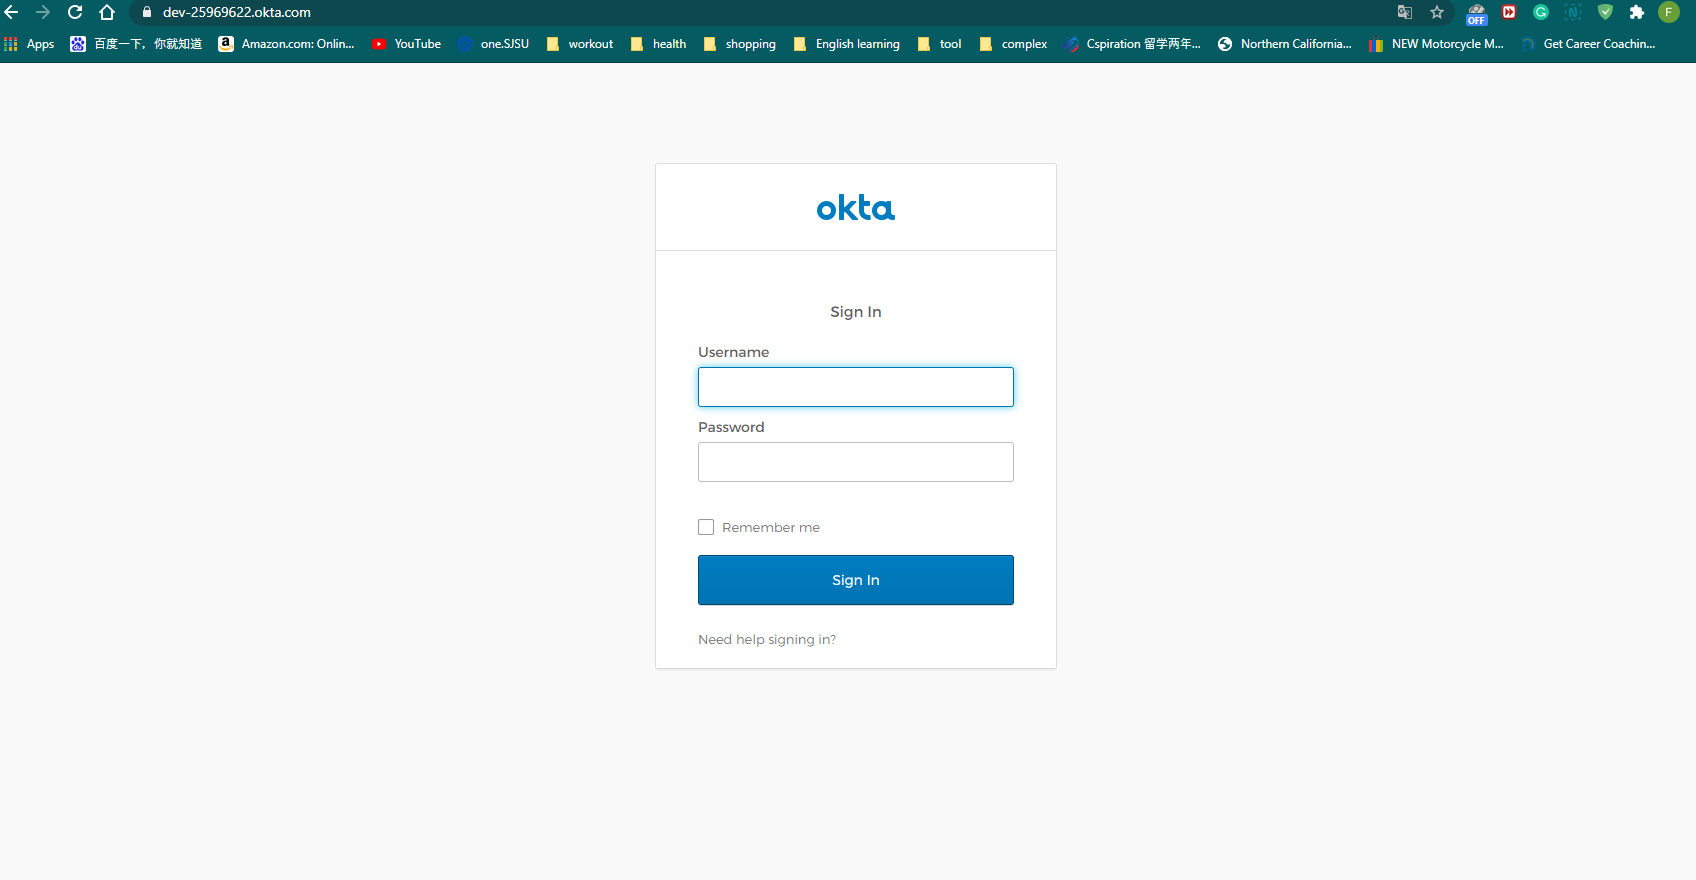 dev-25969622.okta.com
OFF
F
Apps 百度一下，你就知道 Amazon.com: Onlin... YouTube one.SJSU workout health shopping English learning tool complex Cspiration 留学两年... Northern California... NEW Motorcycle M... Get Career Coachin...
okta
Sign In
Username
Password
Remember me
Sign In
Need help signing in?